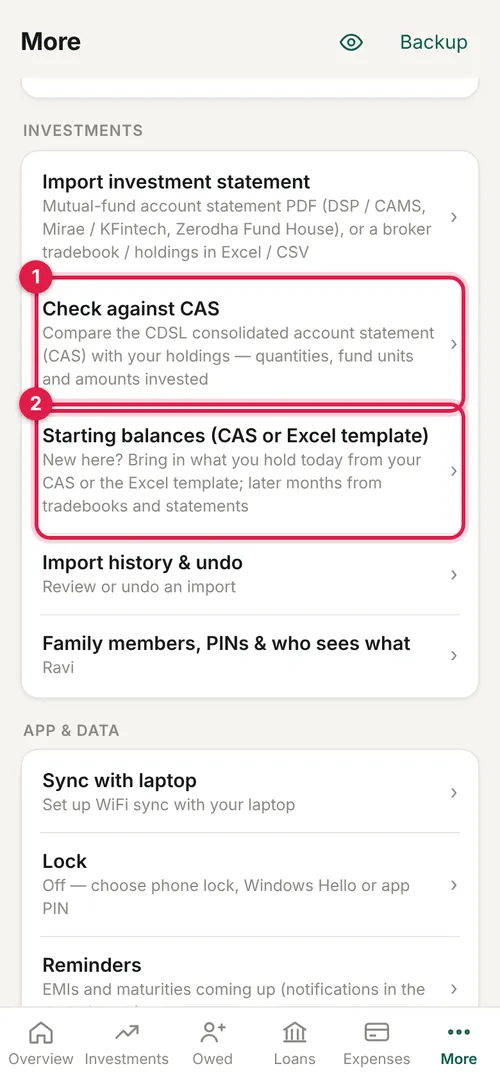 More
Backup
INVESTMENTS
Import investment statement
Mutual-fund account statement PDF (DSP / CAMS,
Mirae / KFintech, Zerodha Fund House), or a broker
tradebook / holdings in Excel / CSV
1
Check against CAS
Compare the CDSL consolidated account statement
(CAS) with your holdings — quantities, fund units
and amounts invested
2
Starting balances (CAS or Excel template)
New here? Bring in what you hold today from your
CAS or the Excel template; later months from
tradebooks and statements
Import history & undo
Review or undo an import
Family members, PINs & who sees what
Ravi
APP & DATA
Sync with laptop
Set up WiFi sync with your laptop
Lock
Off — choose phone lock, Windows Hello or app
PIN
Reminders
EMIs and maturities coming up (notifications in the
Overview
Investments
Owed
Loans
Expenses
More